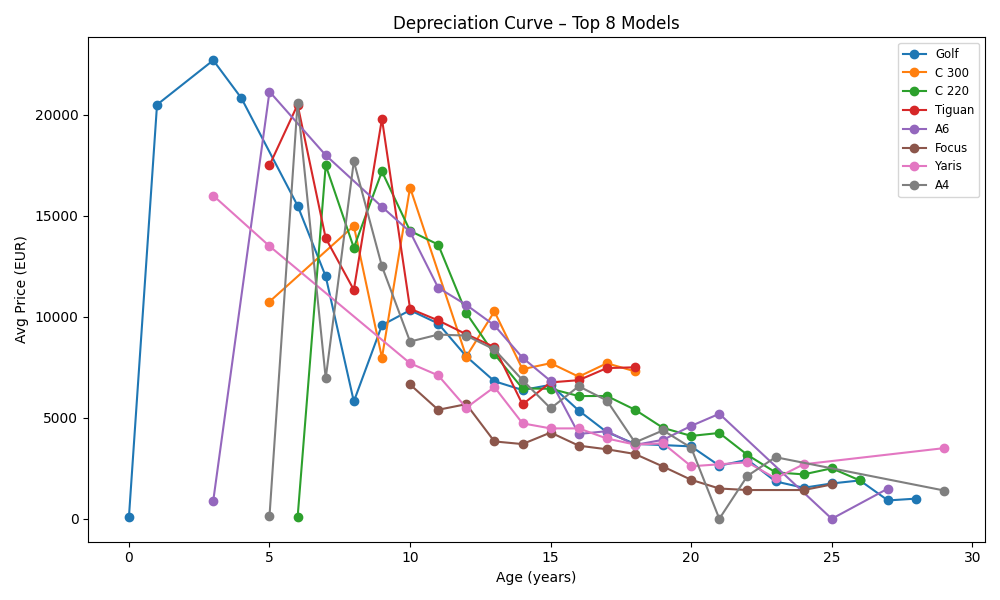 Depreciation Curve – Top 8 Models
Avg Price (EUR)
20000
15000
10000
5000
0
0 5 10 15 20 25 30
Age (years)
Golf
C 300
C 220
Tiguan
A6
Focus
Yaris
A4